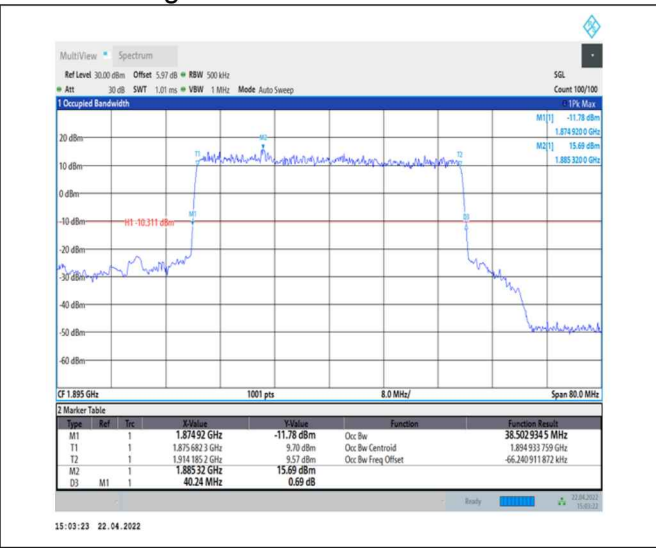 MultiView Spectrum
Ref Level 30.00 dBm Offset 5.97 dB RBW 500 kHz SGL
Att 30 dB SWT 1.01 ms VBW 1 MHz Mode Auto Sweep Count 100/100
1 Occupied Bandwidth 1Pk Max
M1[1] -11.78 dBm
1.874 920 0 GHz
M2[1] 15.69 dBm
1.885 320 0 GHz
20 dBm
M2
T1
T2
10 dBm
0 dBm
M1
-10 dBm
H1 -10.311 dBm
D3
-20 dBm
-30 dBm
-40 dBm
-50 dBm
-60 dBm
CF 1.895 GHz 1001 pts 8.0 MHz/ Span 80.0 MHz
2 Marker Table
Type Ref Trc X-Value Y-Value Function Function Result
M1 1 1.874 92 GHz -11.78 dBm Occ Bw 38.502 934 5 MHz
T1 1 1.875 682 3 GHz 9.70 dBm Occ Bw Centroid 1.894 933 759 GHz
T2 1 1.914 185 2 GHz 9.57 dBm Occ Bw Freq Offset -66.240 911 872 kHz
M2 1 1.885 32 GHz 15.69 dBm
D3 M1 1 40.24 MHz 0.69 dB
Ready 22.04.2022
15:03:22
15:03:23 22.04.2022